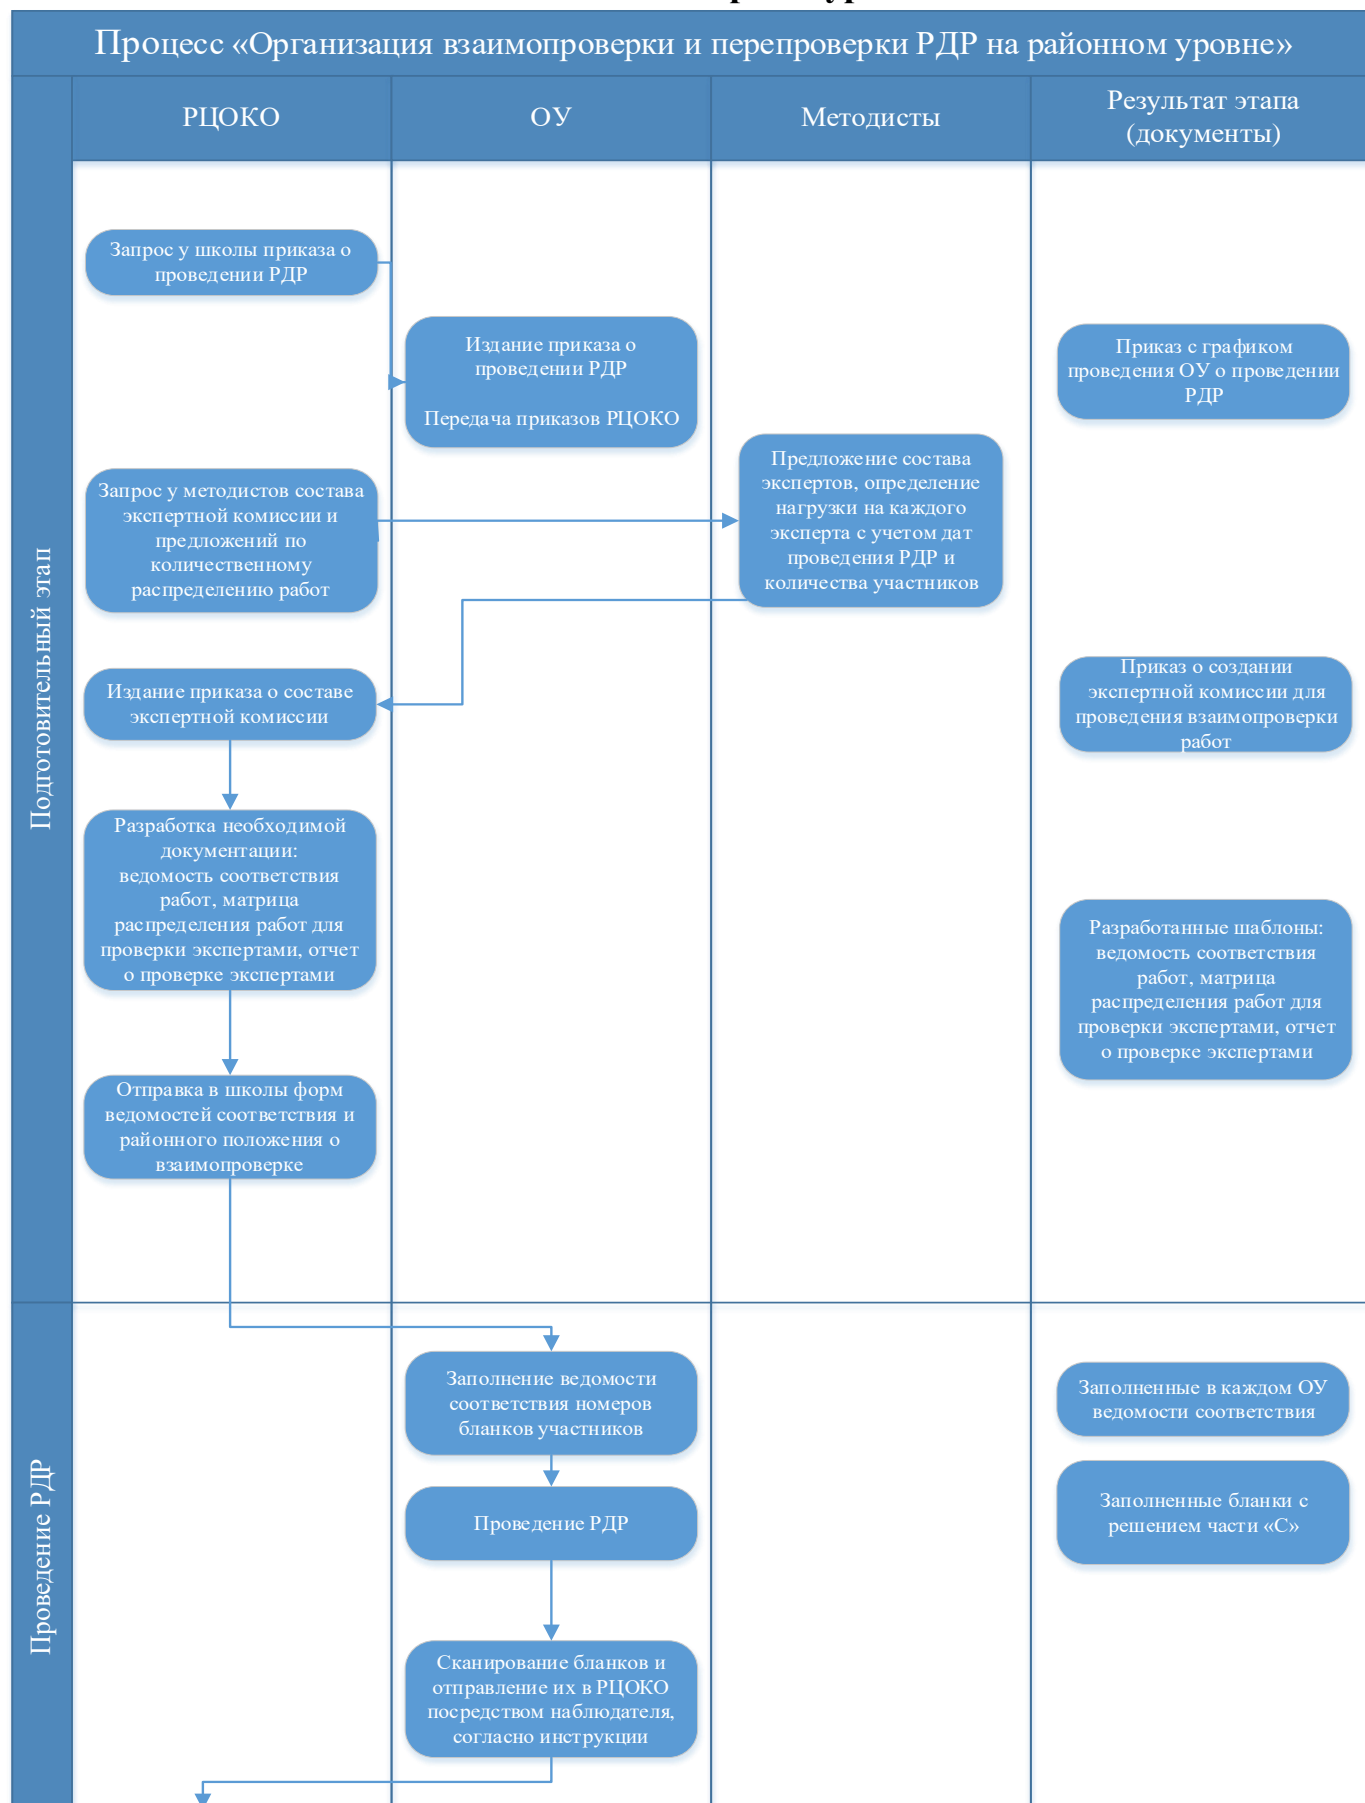 Процесс «Организация взаимопроверки и перепроверки РДР на районном уровне»
РЦОКО
ОУ
Методисты
Результат этапа
(документы)
Подготовительный этап
Запрос у школы приказа о
проведении РДР
Издание приказа о
проведении РДР
Передача приказов РЦОКО
Приказ с графиком
проведения ОУ о проведении
РДР
Запрос у методистов состава
экспертной комиссии и
предложений по
количественному
распределению работ
Предложение состава
экспертов, определение
нагрузки на каждого
эксперта с учетом дат
проведения РДР и
количества участников
Издание приказа о составе
экспертной комиссии
Приказ о создании
экспертной комиссии для
проведения взаимопроверки
работ
Разработка необходимой
документации:
ведомость соответствия
работ, матрица
распределения работ для
проверки экспертами, отчет
о проверке экспертами
Разработанные шаблоны:
ведомость соответствия
работ, матрица
распределения работ для
проверки экспертами, отчет
о проверке экспертами
Отправка в школы форм
ведомостей соответствия и
районного положения о
взаимопроверке
Проведение РДР
Заполнение ведомости
соответствия номеров
бланков участников
Заполненные в каждом ОУ
ведомости соответствия
Проведение РДР
Заполненные бланки с
решением части «С»
Сканирование бланков и
отправление их в РЦОКО
посредством наблюдателя,
согласно инструкции